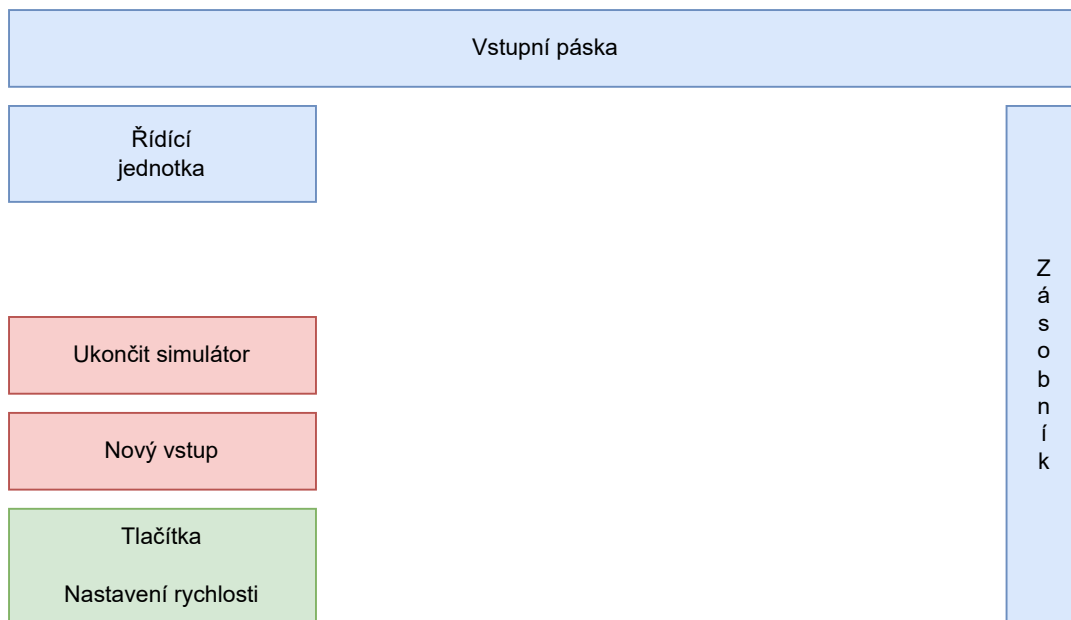 Vstupní páska
Řídící
jednotka
Z
á
s
o
b
n
í
k
Ukončit simulátor
Nový vstup
Tlačítka
Nastavení rychlosti